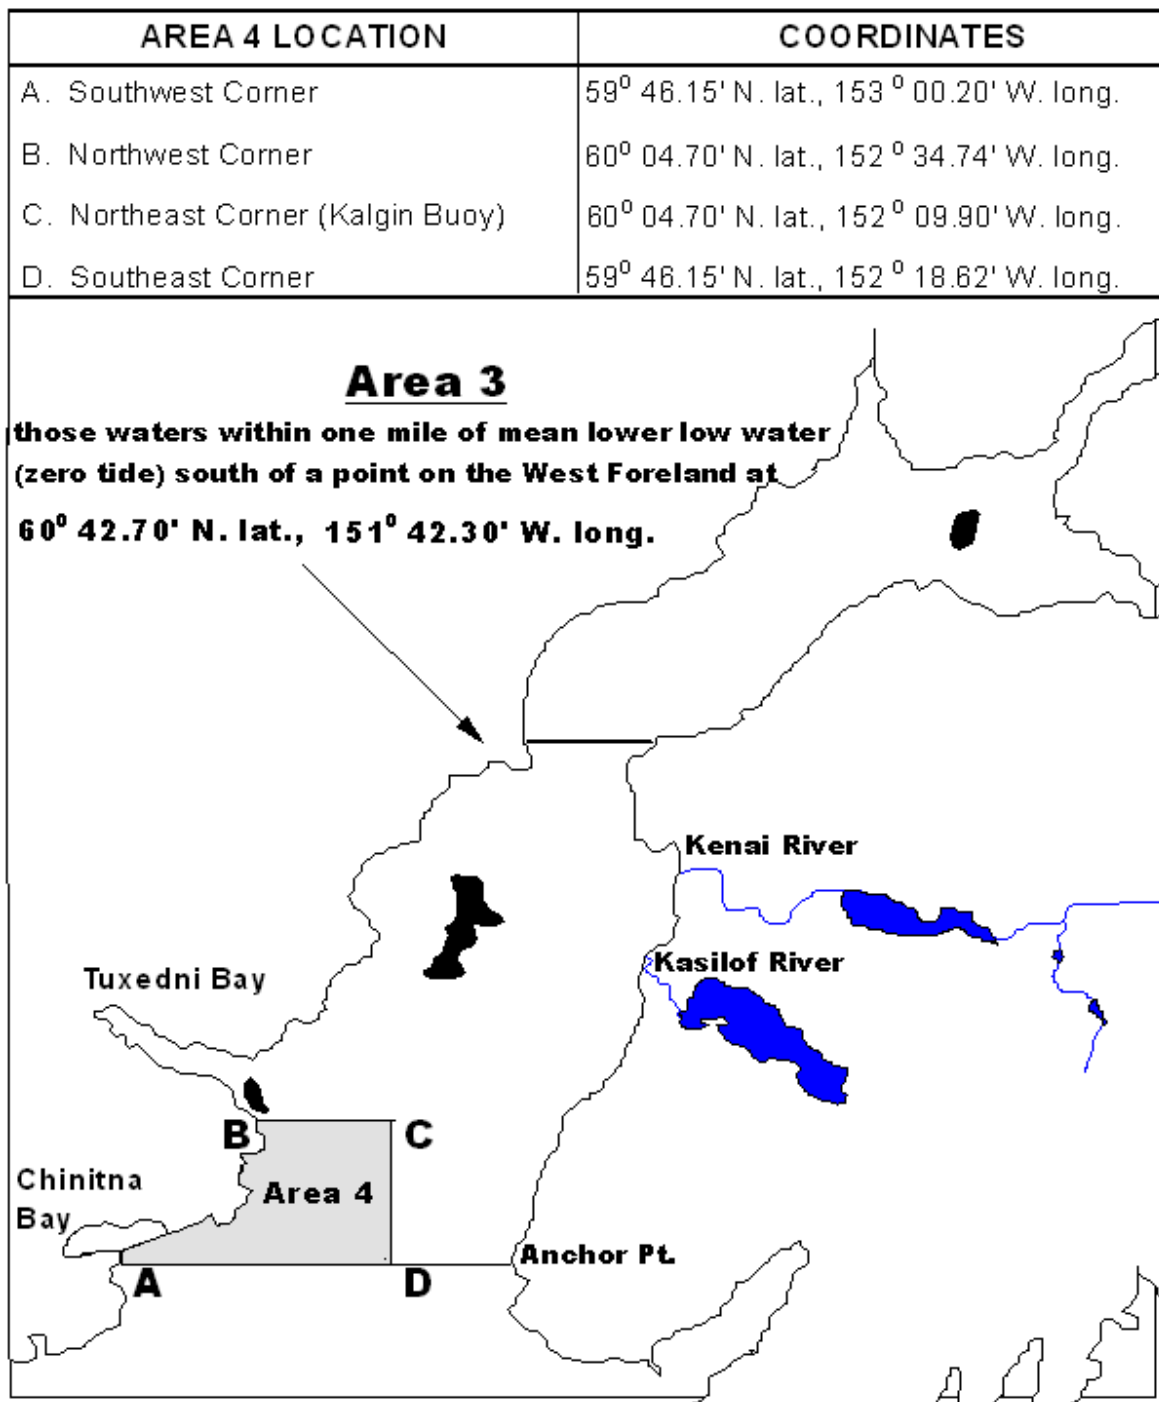 AREA 4 LOCATION COORDINATES
A. Southwest Corner 59⁰ 46.15' N. lat., 153 ⁰ 00.20' W. long.
B. Northwest Corner 60⁰ 04.70' N. lat., 152 ⁰ 34.74' W. long.
C. Northeast Corner (Kalgin Buoy) 60⁰ 04.70' N. lat., 152 ⁰ 09.90' W. long.
D. Southeast Corner 59⁰ 46.15' N. lat., 152 ⁰ 18.62' W. long.
Area 3
those waters within one mile of mean lower low water
(zero tide) south of a point on the West Foreland at
60⁰ 42.70' N. lat., 151⁰ 42.30' W. long.
Kenai River
Kasilof River
Tuxedni Bay
B
C
Chinitna
Bay
Area 4
Anchor Pt.
A
D